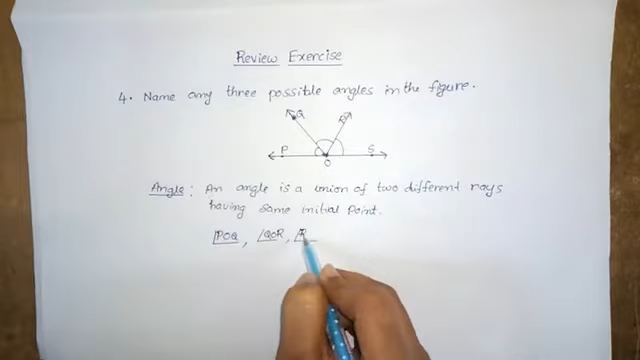 Review Exercise
4. Name any three possible angles in the figure.
Q R
P S
O
Angle: An angle is a union of two different rays
having same initial point.
∠POQ, ∠QOR, ∠R